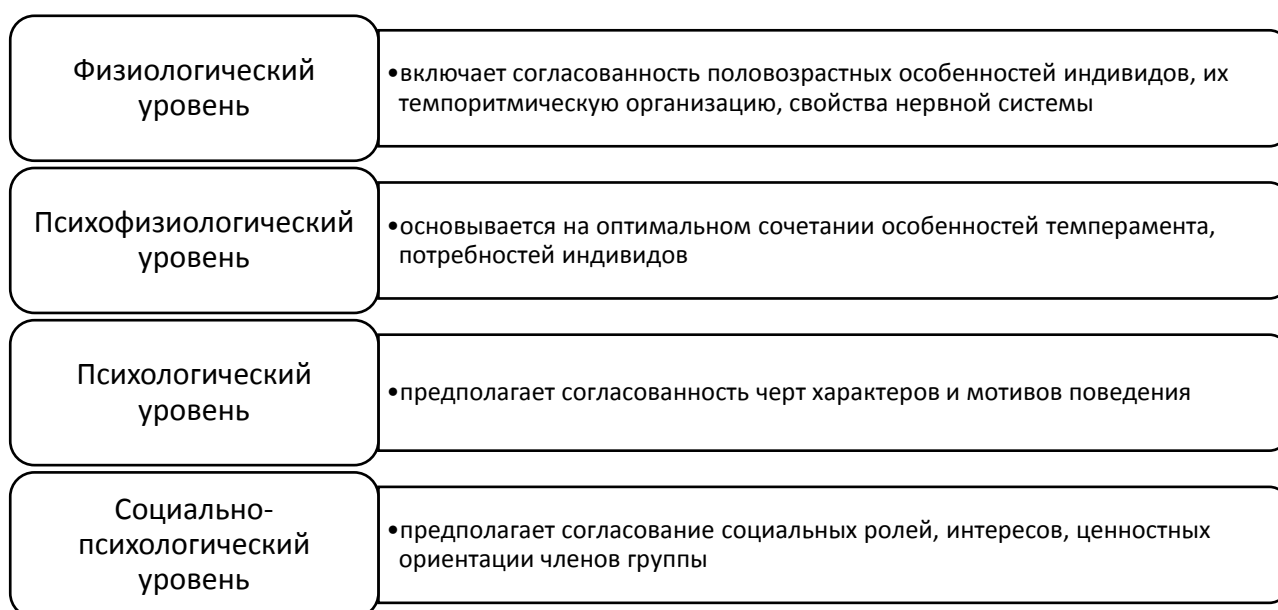 Физиологический
уровень
•включает согласованность половозрастных особенностей индивидов, их
темпоритмическую организацию, свойства нервной системы
Психофизиологический
уровень
•основывается на оптимальном сочетании особенностей темперамента,
потребностей индивидов
Психологический
уровень
•предполагает согласованность черт характеров и мотивов поведения
Социально-
психологический
уровень
•предполагает согласование социальных ролей, интересов, ценностных
ориентации членов группы